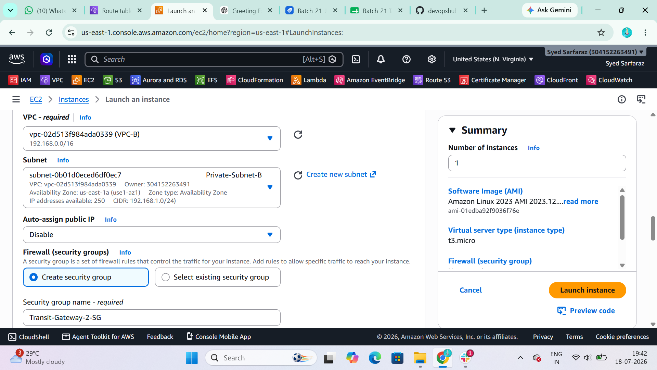 (10) Whats
Route tabl
Launch an
Greeting
Batch 21
Batch 21
devopshu
Ask Gemini
us-east-1.console.aws.amazon.com/ec2/home?region=us-east-1#LaunchInstances:
aws
Search
[Alt+S]
United States (N. Virginia)
Syed Sarfaraz (304152263491)
Syed Sarfaraz
IAM
VPC
EC2
S3
Aurora and RDS
EFS
CloudFormation
Lambda
Amazon EventBridge
Route 53
Certificate Manager
CloudFront
CloudWatch
EC2 > Instances > Launch an instance
VPC - required Info
vpc-02d513f984ada0339 (VPC-B)
192.168.0.0/16
Subnet Info
subnet-0b01d0eced6df0ec7 Private-Subnet-B
VPC: vpc-02d513f984ada0339 Owner: 304152263491
Availability Zone: us-east-1a (use1-az1) Zone type: Availability Zone
IP addresses available: 250 CIDR: 192.168.1.0/24)
Create new subnet
Auto-assign public IP Info
Disable
Firewall (security groups) Info
A security group is a set of firewall rules that control the traffic for your instance. Add rules to allow specific traffic to reach your instance.
Create security group
Select existing security group
Security group name - required
Transit-Gateway-2-SG
Summary
Number of instances Info
1
Software Image (AMI)
Amazon Linux 2023 AMI 2023.12....read more
ami-01edba92f9036f76e
Virtual server type (instance type)
t3.micro
Firewall (security group)
Cancel
Launch instance
Preview code
CloudShell
Agent Toolkit for AWS
Feedback
Console Mobile App
© 2026, Amazon Web Services, Inc. or its affiliates.
Privacy
Terms
Cookie preferences
29°C
Mostly cloudy
Search
ENG
IN
19:42
18-07-2026